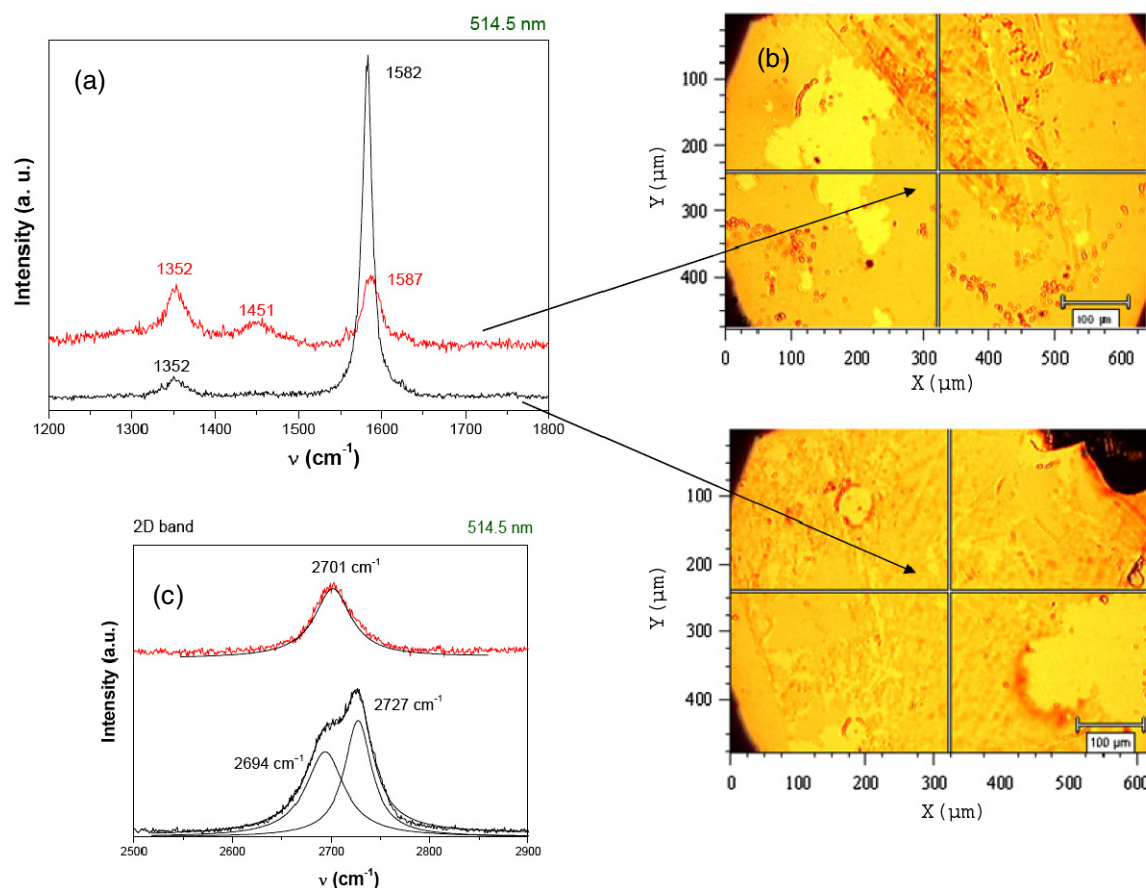 514.5 nm
(a)
1582
1352
1451
1587
1352
Intensity (a. u.)
1200 1300 1400 1500 1600 1700 1800
ν (cm⁻¹)
(b)
100
200
300
400
Y (µm)
100 µm
0 100 200 300 400 500 600
X (µm)
2D band
514.5 nm
(c)
2701 cm⁻¹
2727 cm⁻¹
2694 cm⁻¹
Intensity (a.u.)
2500 2600 2700 2800 2900
ν (cm⁻¹)
100
200
300
400
Y (µm)
100 µm
0 100 200 300 400 500 600
X (µm)